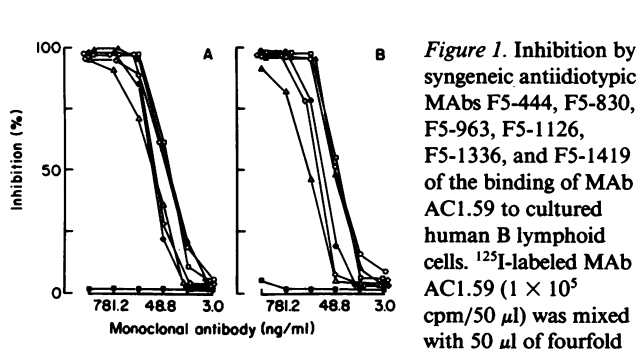 100
50
0
Inhibition (%)
A
B
781.2 48.8 3.0
781.2 48.8 3.0
Monoclonal antibody (ng/ml)
Figure 1. Inhibition by
syngeneic antiidiotypic
MAbs F5-444, F5-830,
F5-963, F5-1126,
F5-1336, and F5-1419
of the binding of MAb
AC1.59 to cultured
human B lymphoid
cells. ¹²⁵I-labeled MAb
AC1.59 (1 × 10⁵
cpm/50 μl) was mixed
with 50 μl of fourfold